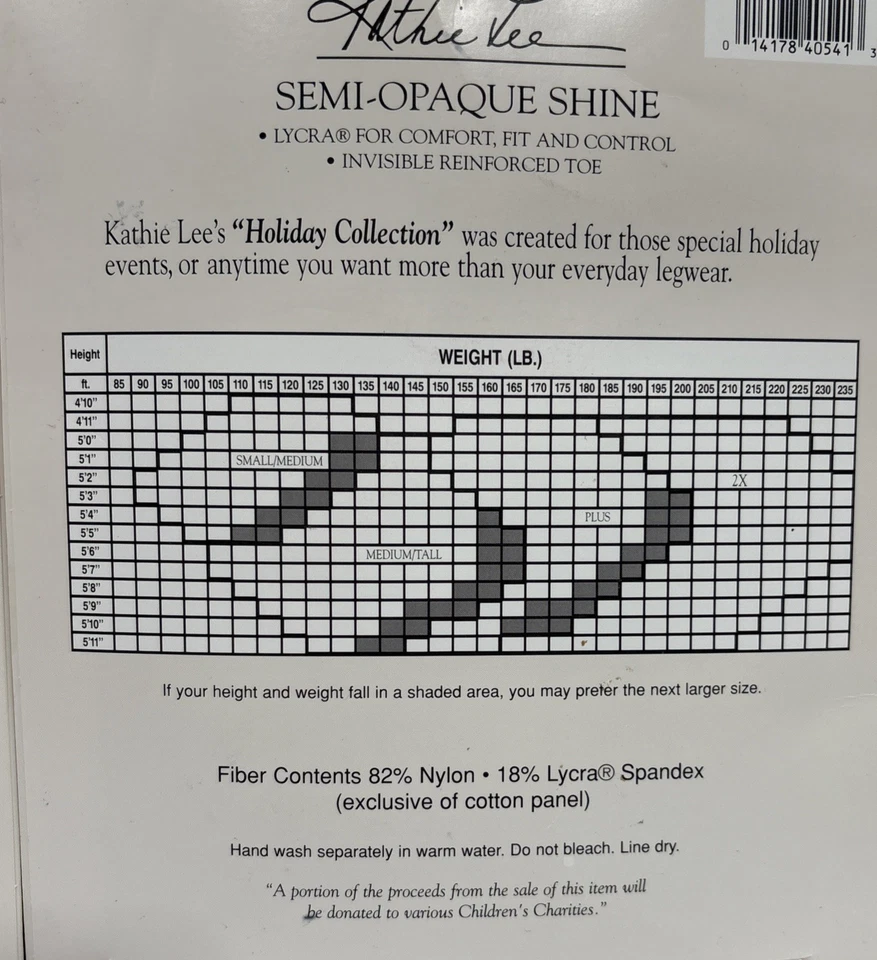 Kathie Lee
0 14178 40541 3
SEMI-OPAQUE SHINE
• LYCRA® FOR COMFORT, FIT AND CONTROL
• INVISIBLE REINFORCED TOE
Kathie Lee's "Holiday Collection" was created for those special holiday
events, or anytime you want more than your everyday legwear.
Height WEIGHT (LB.)
ft. 85 90 95 100 105 110 115 120 125 130 135 140 145 150 155 160 165 170 175 180 185 190 195 200 205 210 215 220 225 230 235
4'10"
4'11"
5'0"
5'1" SMALL/MEDIUM
5'2" 2X
5'3"
5'4" PLUS
5'5"
5'6" MEDIUM/TALL
5'7"
5'8"
5'9"
5'10"
5'11"
If your height and weight fall in a shaded area, you may prefer the next larger size.
Fiber Contents 82% Nylon • 18% Lycra® Spandex
(exclusive of cotton panel)
Hand wash separately in warm water. Do not bleach. Line dry.
"A portion of the proceeds from the sale of this item will
be donated to various Children's Charities."